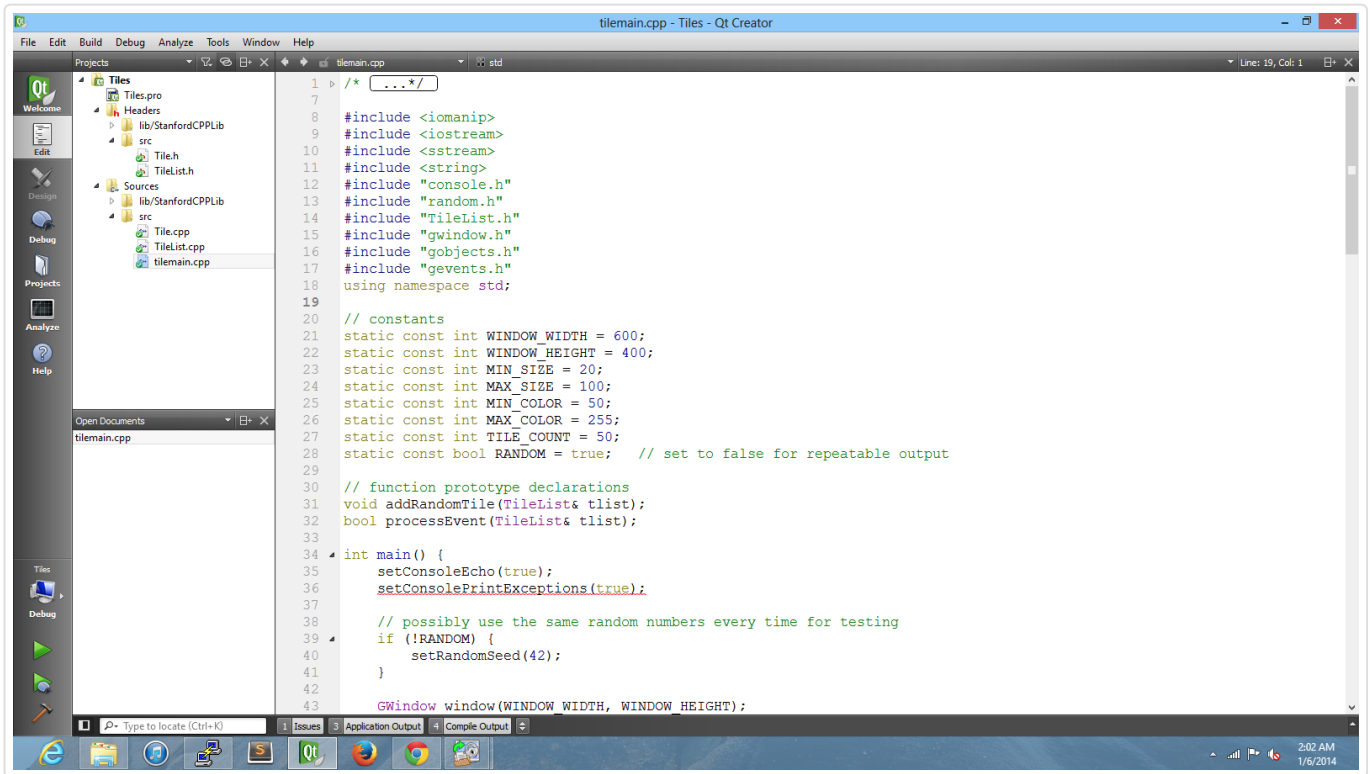 tilemain.cpp - Tiles - Qt Creator
File Edit Build Debug Analyze Tools Window Help
Projects
tilemain.cpp
std
Line: 19, Col: 1
Qt
Welcome
Edit
Design
Debug
Projects
Analyze
Help
Tiles
Tiles.pro
Headers
lib/StanfordCPPLib
src
Tile.h
TileList.h
Sources
lib/StanfordCPPLib
src
Tile.cpp
TileList.cpp
tilemain.cpp
Open Documents
tilemain.cpp
1 /* ...*/
7
8 #include <iomanip>
9 #include <iostream>
10 #include <sstream>
11 #include <string>
12 #include "console.h"
13 #include "random.h"
14 #include "TileList.h"
15 #include "gwindow.h"
16 #include "gobjects.h"
17 #include "gevents.h"
18 using namespace std;
19
20 // constants
21 static const int WINDOW_WIDTH = 600;
22 static const int WINDOW_HEIGHT = 400;
23 static const int MIN_SIZE = 20;
24 static const int MAX_SIZE = 100;
25 static const int MIN_COLOR = 50;
26 static const int MAX_COLOR = 255;
27 static const int TILE_COUNT = 50;
28 static const bool RANDOM = true;   // set to false for repeatable output
29
30 // function prototype declarations
31 void addRandomTile(TileList& tlist);
32 bool processEvent(TileList& tlist);
33
34 int main() {
35     setConsoleEcho(true);
36     setConsolePrintExceptions(true);
37
38     // possibly use the same random numbers every time for testing
39     if (!RANDOM) {
40         setRandomSeed(42);
41     }
42
43     GWindow window(WINDOW_WIDTH, WINDOW_HEIGHT);
Tiles
Debug
Type to locate (Ctrl+K)
1 Issues 3 Application Output 4 Compile Output
S
Qt
2:02 AM
1/6/2014